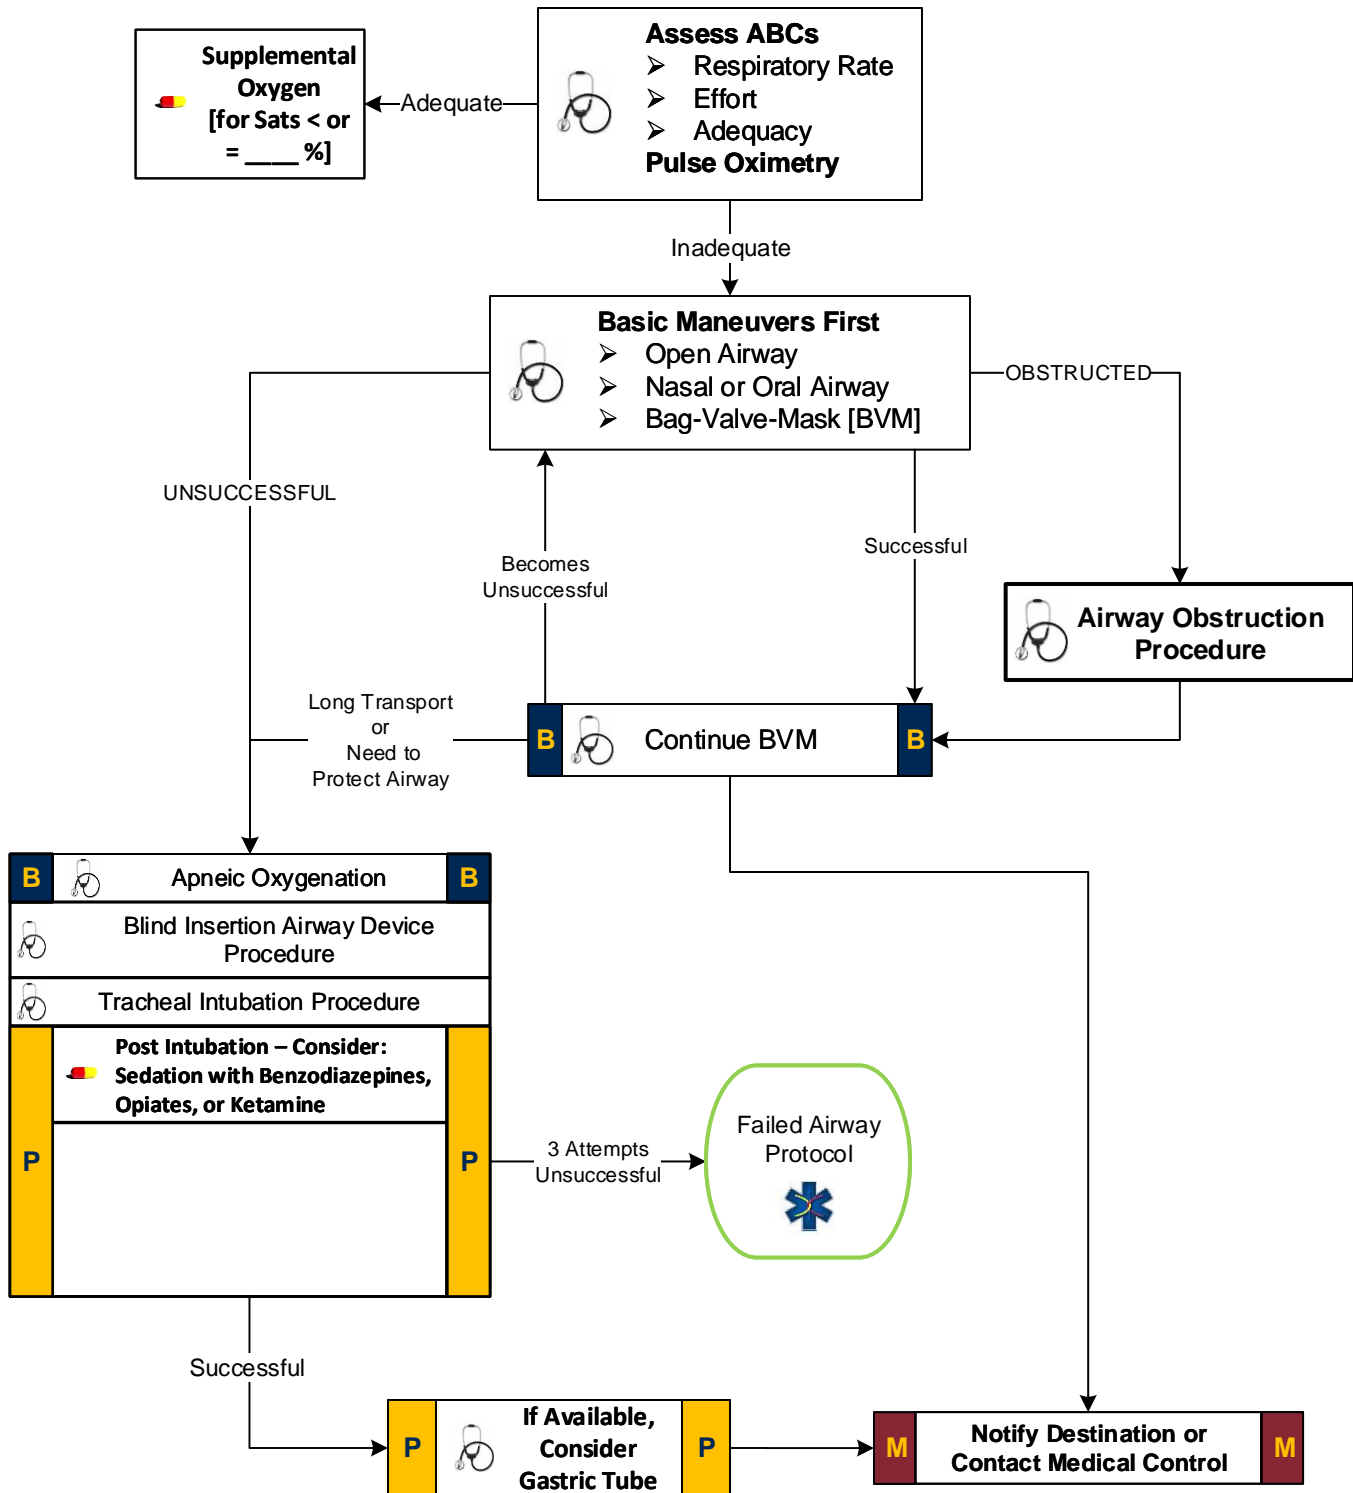 Supplemental
Oxygen
[for Sats < or
= ____ %]
Adequate
Assess ABCs
➢ Respiratory Rate
➢ Effort
➢ Adequacy
Pulse Oximetry
Inadequate
Basic Maneuvers First
➢ Open Airway
➢ Nasal or Oral Airway
➢ Bag-Valve-Mask [BVM]
OBSTRUCTED
UNSUCCESSFUL
Becomes
Unsuccessful
Successful
Airway Obstruction
Procedure
Long Transport
or
Need to
Protect Airway
B Continue BVM B
B Apneic Oxygenation B
Blind Insertion Airway Device
Procedure
Tracheal Intubation Procedure
Post Intubation – Consider:
Sedation with Benzodiazepines,
Opiates, or Ketamine
P P
3 Attempts
Unsuccessful
Failed Airway
Protocol
Successful
P P
If Available,
Consider
Gastric Tube
M M
Notify Destination or
Contact Medical Control